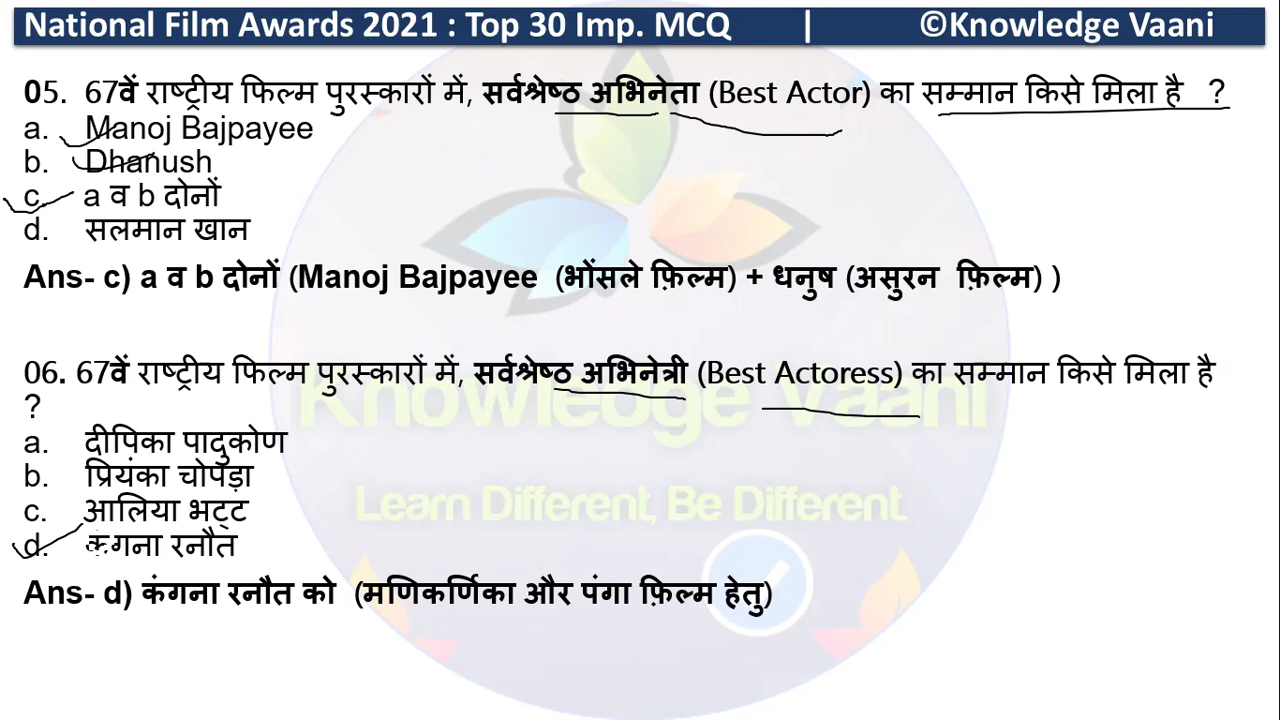 National Film Awards 2021 : Top 30 Imp. MCQ | ©Knowledge Vaani
05. 67वें राष्ट्रीय फिल्म पुरस्कारों में, सर्वश्रेष्ठ अभिनेता (Best Actor) का सम्मान किसे मिला है ?
a. Manoj Bajpayee
b. Dhanush
c. a व b दोनों
d. सलमान खान
Ans- c) a व b दोनों (Manoj Bajpayee (भोंसले फ़िल्म) + धनुष (असुरन फ़िल्म) )
06. 67वें राष्ट्रीय फिल्म पुरस्कारों में, सर्वश्रेष्ठ अभिनेत्री (Best Actoress) का सम्मान किसे मिला है
?
Knowledge Vaani
a. दीपिका पादुकोण
b. प्रियंका चोपड़ा
c. आलिया भट्ट
Learn Different, Be Different.
d. कंगना रनौत
Ans- d) कंगना रनौत को (मणिकर्णिका और पंगा फ़िल्म हेतु)